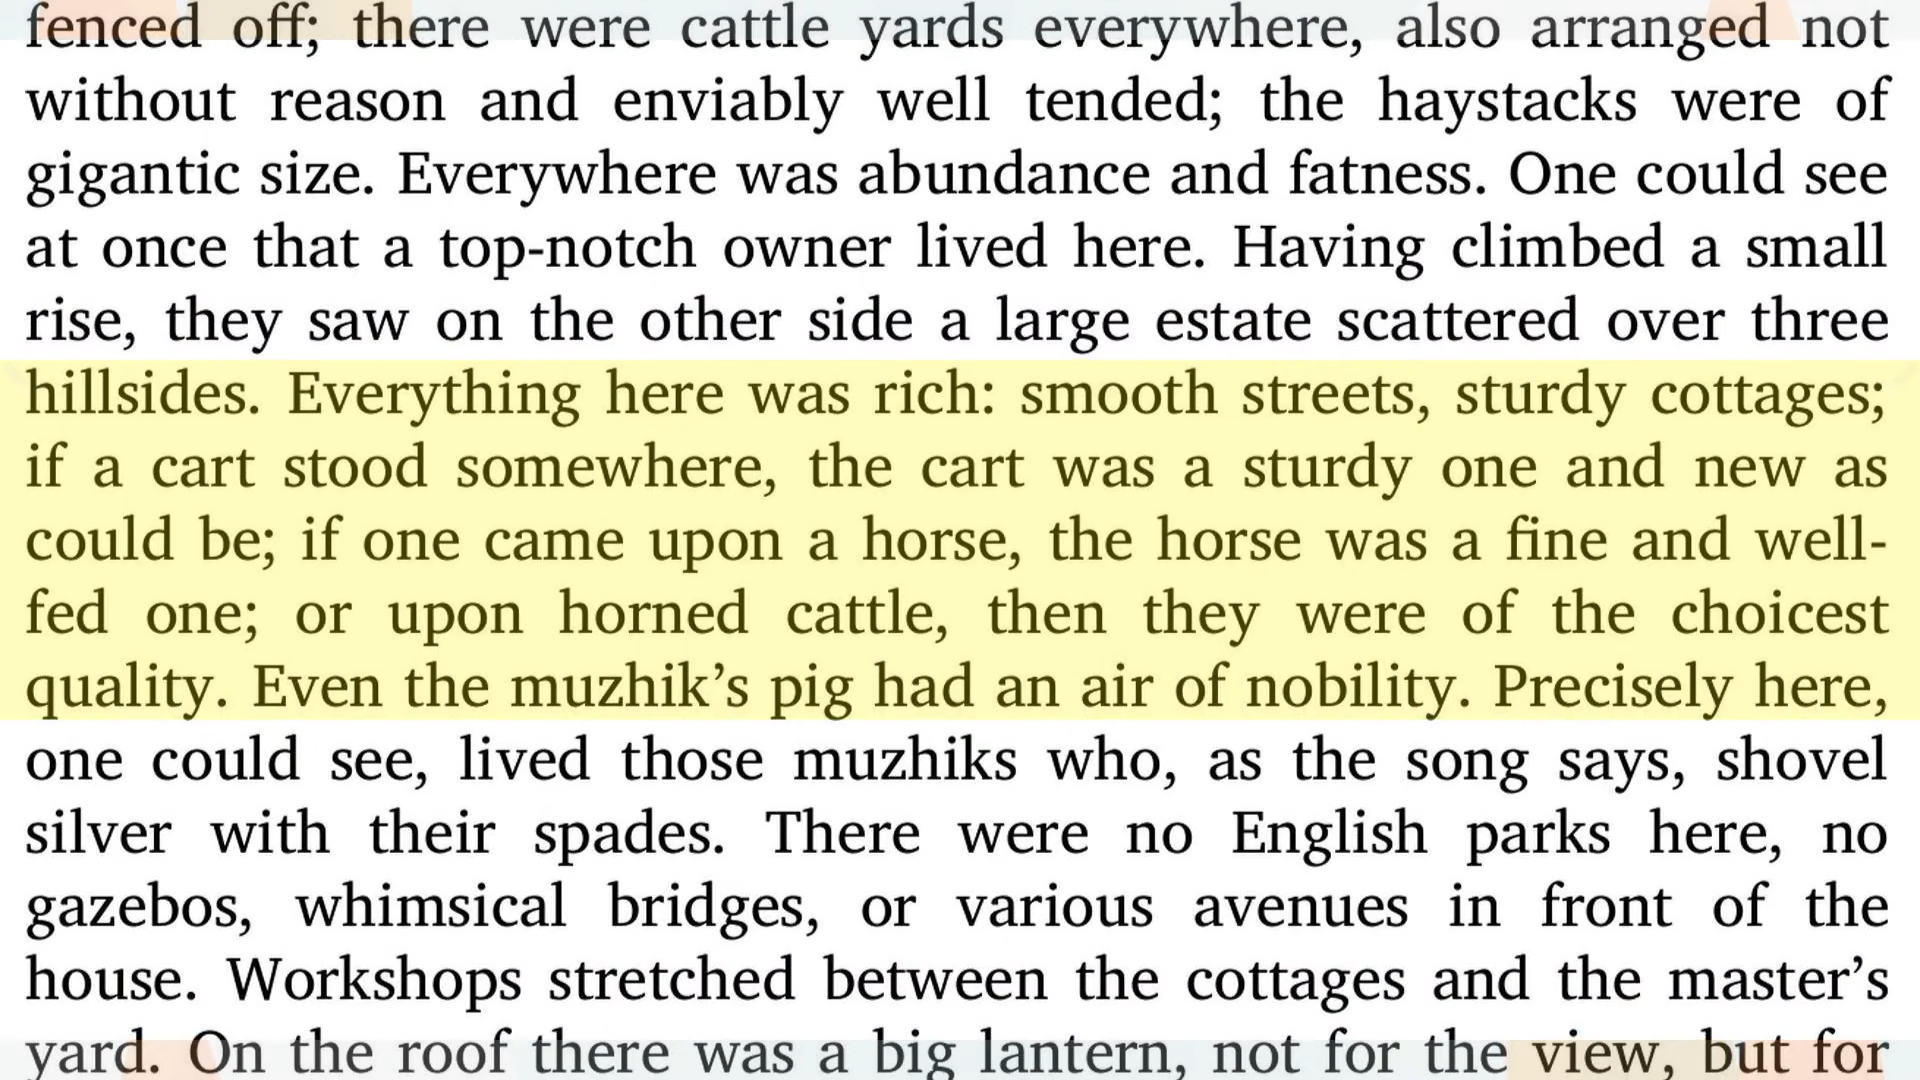 fenced off; there were cattle yards everywhere, also arranged not
without reason and enviably well tended; the haystacks were of
gigantic size. Everywhere was abundance and fatness. One could see
at once that a top-notch owner lived here. Having climbed a small
rise, they saw on the other side a large estate scattered over three
hillsides. Everything here was rich: smooth streets, sturdy cottages;
if a cart stood somewhere, the cart was a sturdy one and new as
could be; if one came upon a horse, the horse was a fine and well-
fed one; or upon horned cattle, then they were of the choicest
quality. Even the muzhik’s pig had an air of nobility. Precisely here,
one could see, lived those muzhiks who, as the song says, shovel
silver with their spades. There were no English parks here, no
gazebos, whimsical bridges, or various avenues in front of the
house. Workshops stretched between the cottages and the master’s
yard. On the roof there was a big lantern, not for the view, but for